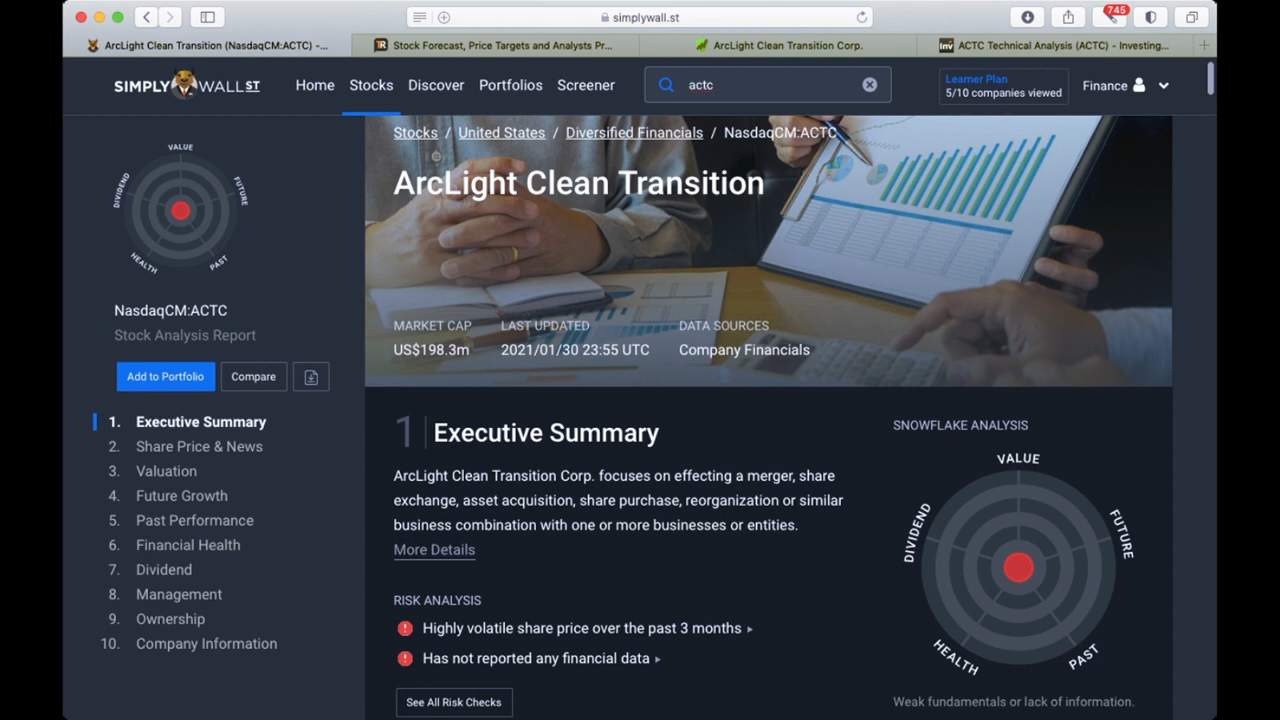 simplywall.st
745
ArcLight Clean Transition (NasdaqCM:ACTC) -...
Stock Forecast, Price Targets and Analysts Pr...
ArcLight Clean Transition Corp.
Inv
ACTC Technical Analysis (ACTC) - Investing...
SIMPLY WALL ST
Home
Stocks
Discover
Portfolios
Screener
actc
Learner Plan
5/10 companies viewed
Finance
VALUE
FUTURE
PAST
HEALTH
DIVIDEND
NasdaqCM:ACTC
Stock Analysis Report
Add to Portfolio
Compare
1. Executive Summary
2. Share Price & News
3. Valuation
4. Future Growth
5. Past Performance
6. Financial Health
7. Dividend
8. Management
9. Ownership
10. Company Information
Stocks / United States / Diversified Financials / NasdaqCM:ACTC
ArcLight Clean Transition
MARKET CAP
US$198.3m
LAST UPDATED
2021/01/30 23:55 UTC
DATA SOURCES
Company Financials
1 Executive Summary
ArcLight Clean Transition Corp. focuses on effecting a merger, share
exchange, asset acquisition, share purchase, reorganization or similar
business combination with one or more businesses or entities.
More Details
RISK ANALYSIS
Highly volatile share price over the past 3 months
Has not reported any financial data
See All Risk Checks
SNOWFLAKE ANALYSIS
VALUE
FUTURE
PAST
HEALTH
DIVIDEND
Weak fundamentals or lack of information.